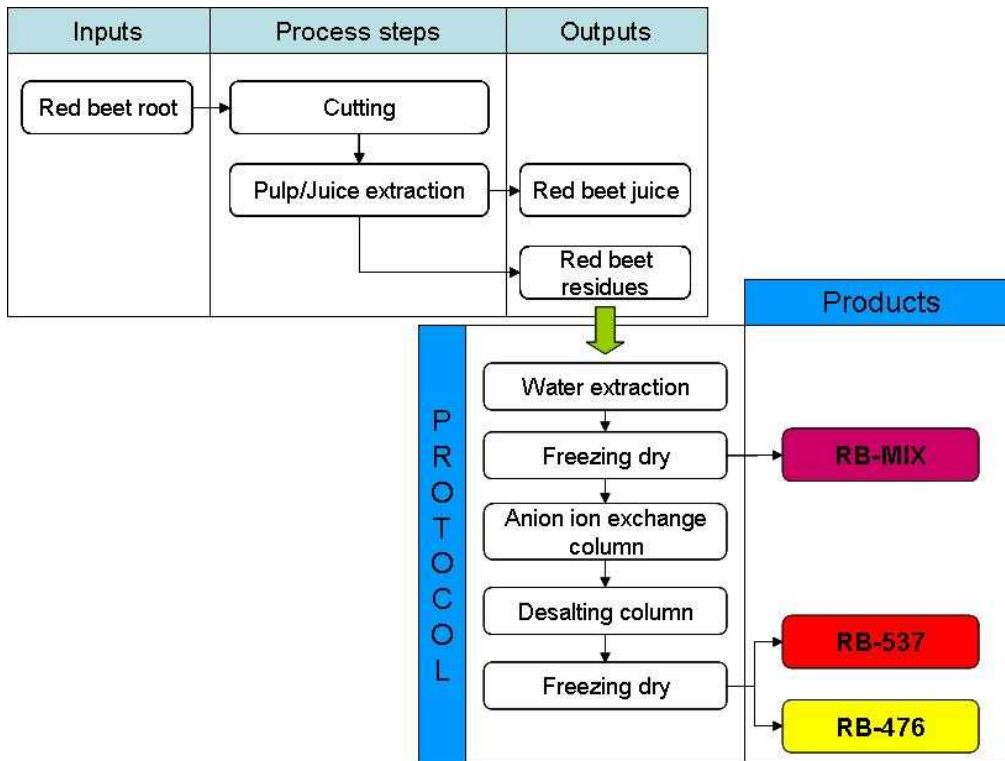 Inputs
Process steps
Outputs
Red beet root
Cutting
Pulp/Juice extraction
Red beet juice
Red beet
residues
Products
PROTOCOL
Water extraction
Freezing dry
RB-MIX
Anion ion exchange
column
Desalting column
Freezing dry
RB-537
RB-476